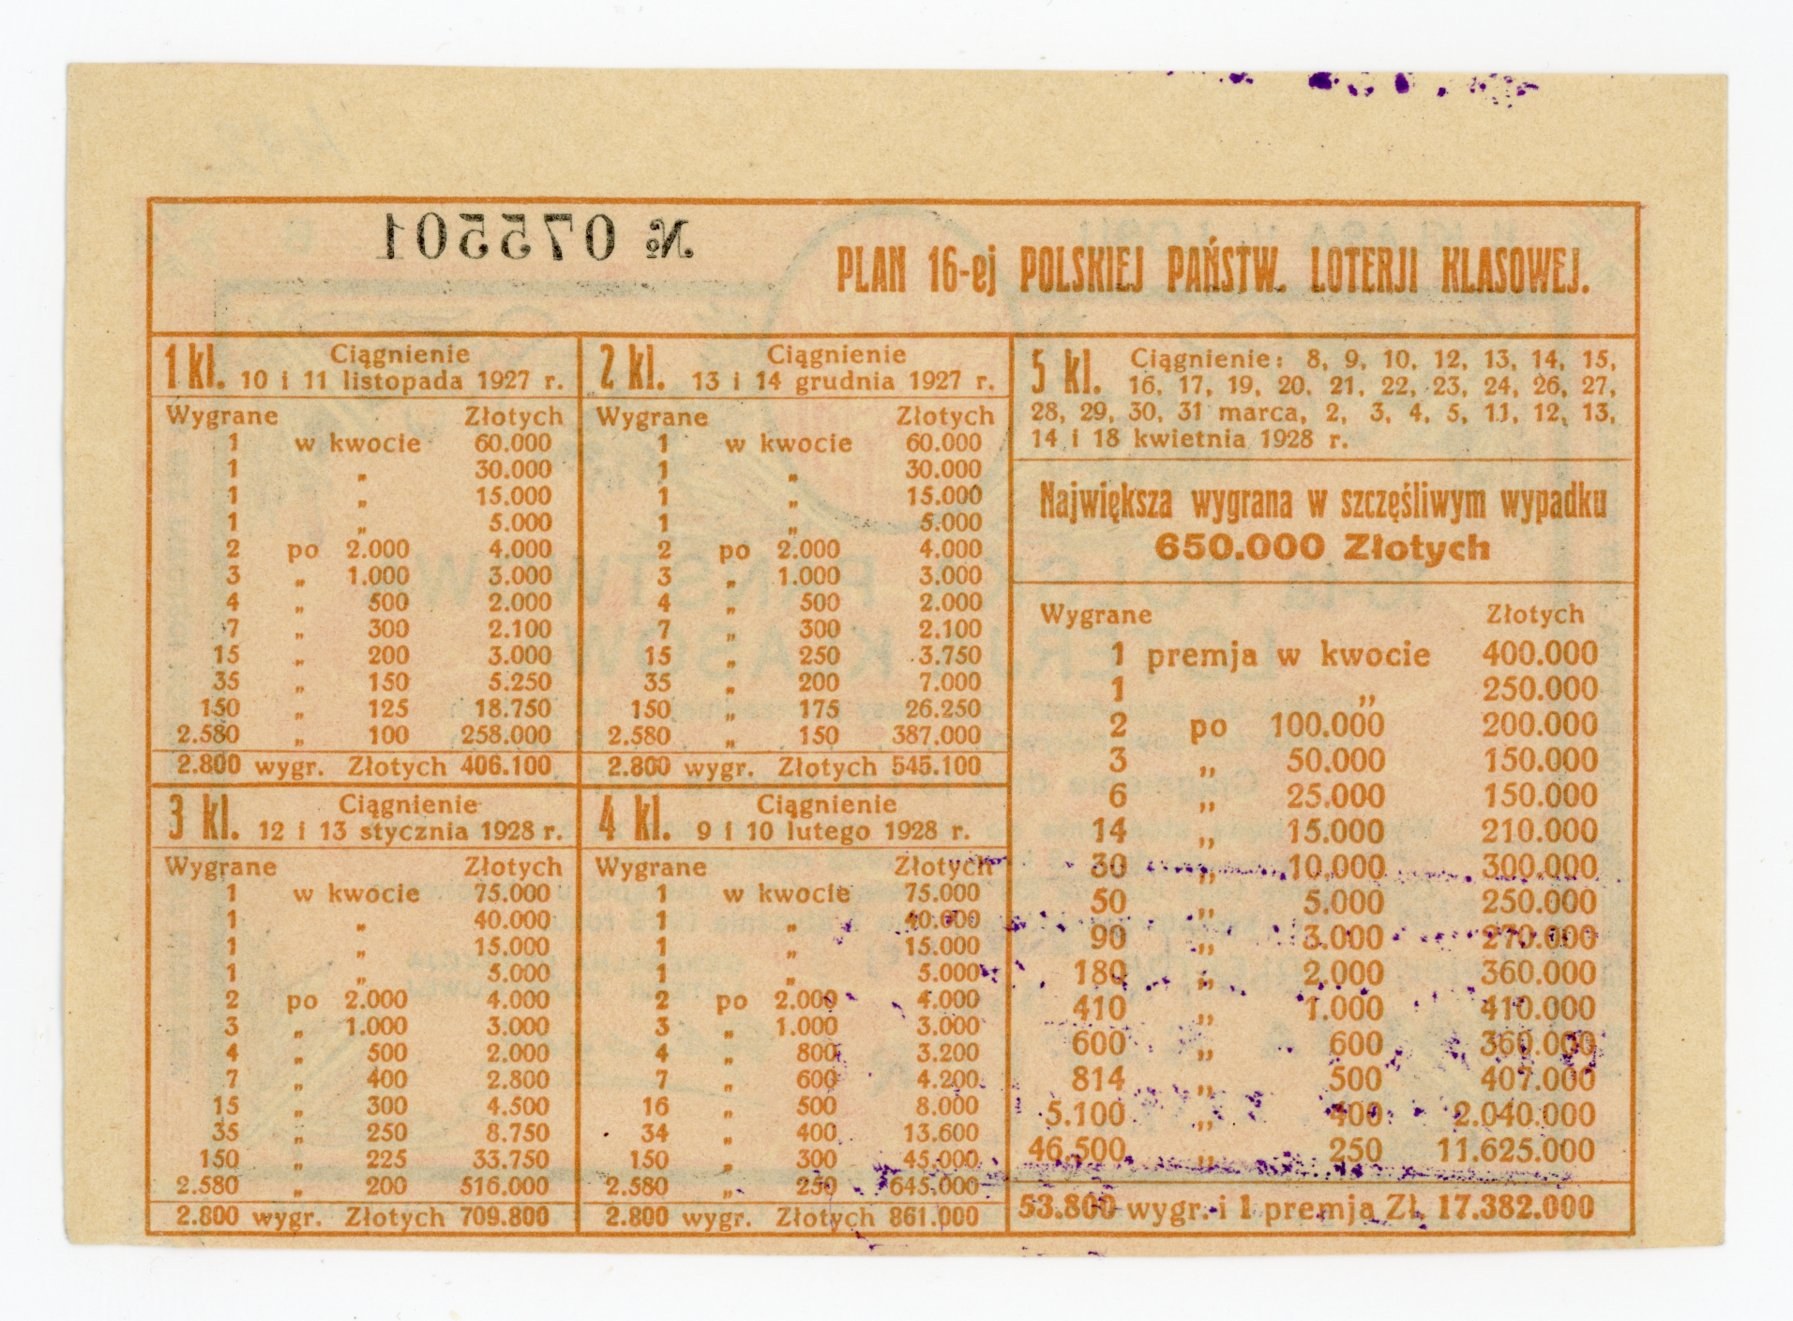 № 075501
PLAN 16-ej POLSKIEJ PAŃSTW. LOTERJI KLASOWEJ.
1 kl. Ciągnienie
10 i 11 listopada 1927 r.
Wygrane Złotych
1 w kwocie 60.000
1 „ 30.000
1 „ 15.000
1 „ 5.000
2 po 2.000 4.000
3 „ 1.000 3.000
4 „ 500 2.000
7 „ 300 2.100
15 „ 200 3.000
35 „ 150 5.250
150 „ 125 18.750
2.580 „ 100 258.000
2.800 wygr. Złotych 406.100
2 kl. Ciągnienie
13 i 14 grudnia 1927 r.
Wygrane Złotych
1 w kwocie 60.000
1 „ 30.000
1 „ 15.000
1 „ 5.000
2 po 2.000 4.000
3 „ 1.000 3.000
4 „ 500 2.000
7 „ 300 2.100
15 „ 250 3.750
35 „ 200 7.000
150 „ 175 26.250
2.580 „ 150 387.000
2.800 wygr. Złotych 545.100
3 kl. Ciągnienie
12 i 13 stycznia 1928 r.
Wygrane Złotych
1 w kwocie 75.000
1 „ 40.000
1 „ 15.000
1 „ 5.000
2 po 2.000 4.000
3 „ 1.000 3.000
4 „ 500 2.000
7 „ 400 2.800
15 „ 300 4.500
35 „ 250 8.750
150 „ 225 33.750
2.580 „ 200 516.000
2.800 wygr. Złotych 709.800
4 kl. Ciągnienie
9 i 10 lutego 1928 r.
Wygrane Złotych
1 w kwocie 75.000
1 „ 40.000
1 „ 15.000
1 „ 5.000
2 po 2.000 4.000
3 „ 1.000 3.000
4 „ 800 3.200
7 „ 600 4.200
16 „ 500 8.000
34 „ 400 13.600
150 „ 300 45.000
2.580 „ 250 645.000
2.800 wygr. Złotych 861.000
5 kl. Ciągnienie: 8, 9, 10, 12, 13, 14, 15,
16, 17, 19, 20, 21, 22, 23, 24, 26, 27,
28, 29, 30, 31 marca, 2, 3, 4, 5, 11, 12, 13,
14 i 18 kwietnia 1928 r.
Największa wygrana w szczęśliwym wypadku
650.000 Złotych
Wygrane Złotych
1 premja w kwocie 400.000
1 „ 250.000
2 po 100.000 200.000
3 „ 50.000 150.000
6 „ 25.000 150.000
14 „ 15.000 210.000
30 „ 10.000 300.000
50 „ 5.000 250.000
90 „ 3.000 270.000
180 „ 2.000 360.000
410 „ 1.000 410.000
600 „ 600 360.000
814 „ 500 407.000
5.100 „ 400 2.040.000
46.500 „ 250 11.625.000
53.800 wygr. i 1 premja Zł. 17.382.000